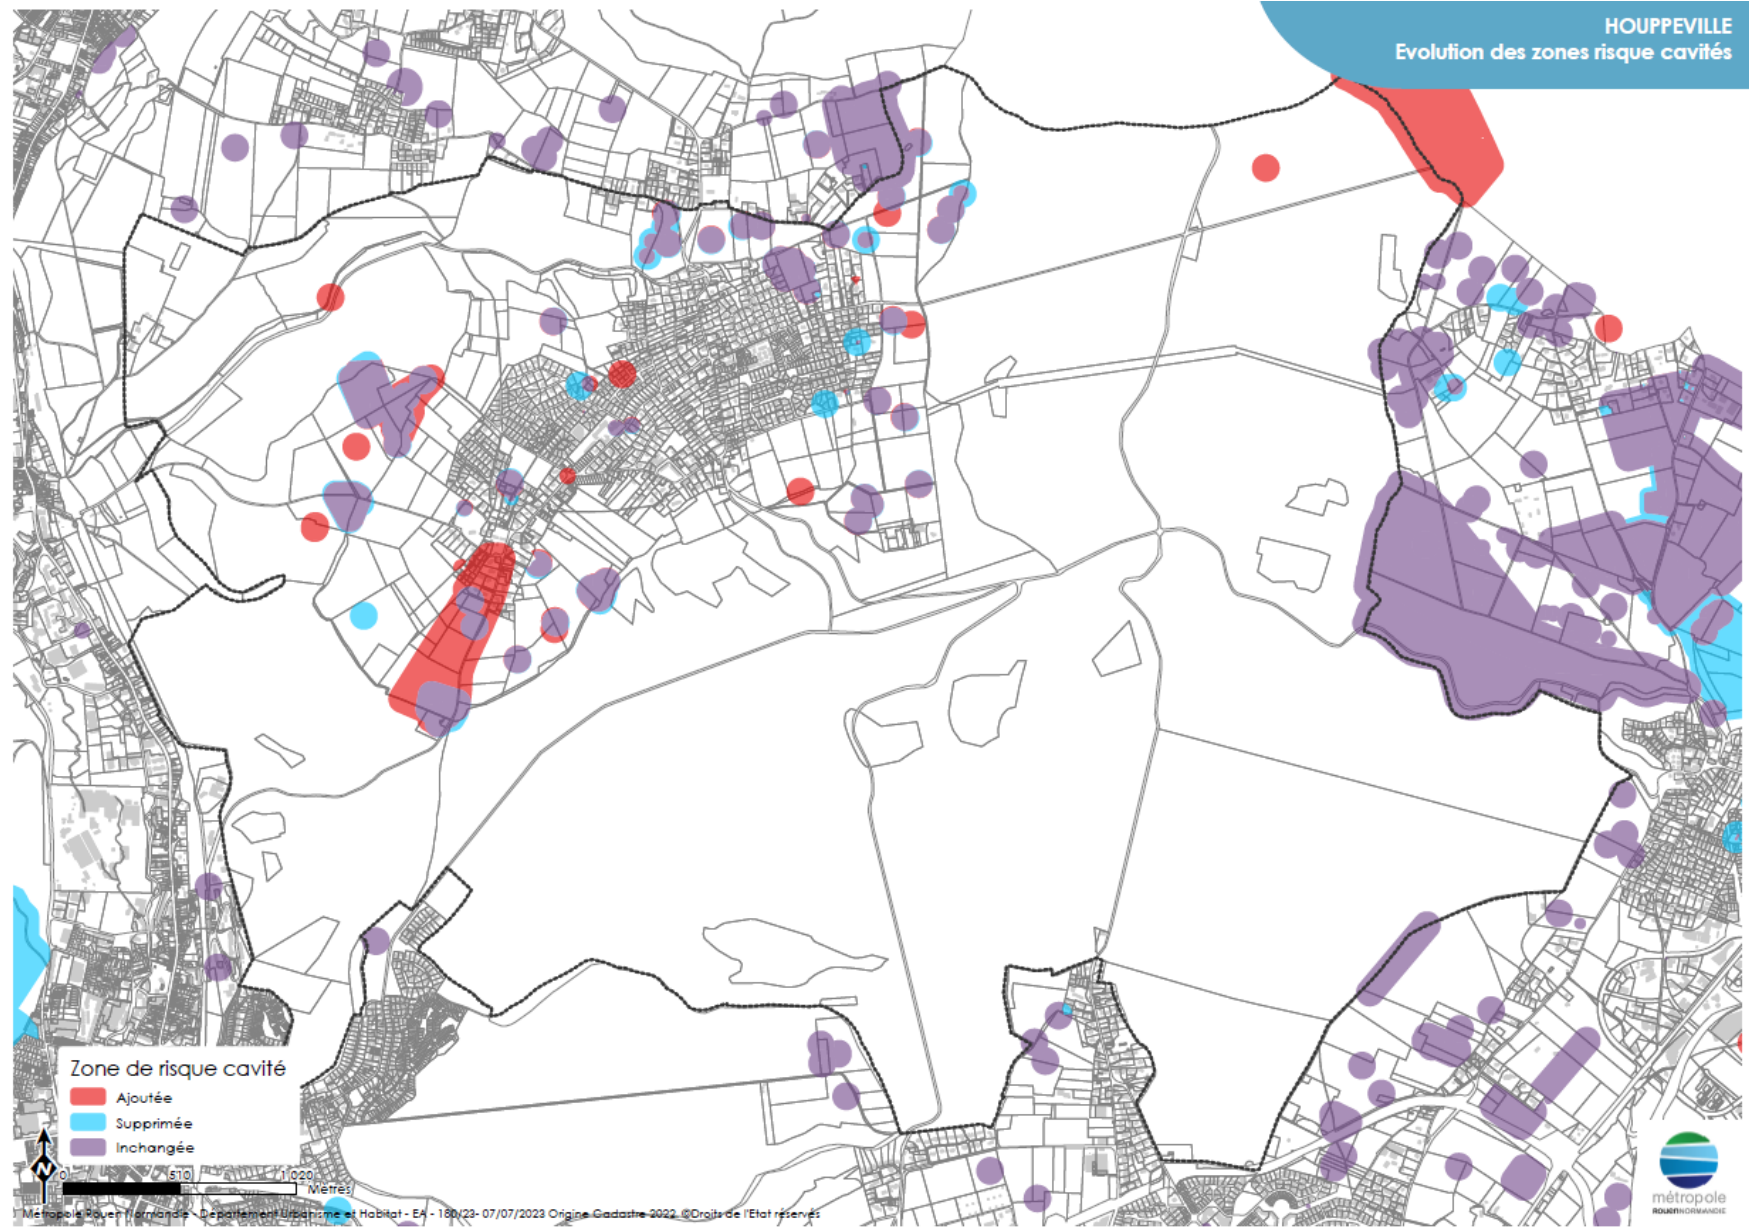 HOUPPEVILLE
Evolution des zones risque cavités
Zone de risque cavité
Ajoutée
Supprimée
Inchangée
N
0 510 1 020
Mètres
Métropole Rouen Normandie - Département Urbanisme et Habitat - EA - 180/23- 07/07/2023 Origine Cadastre 2022 ©Droits de l'Etat réservés
métropole
ROUENNORMANDIE